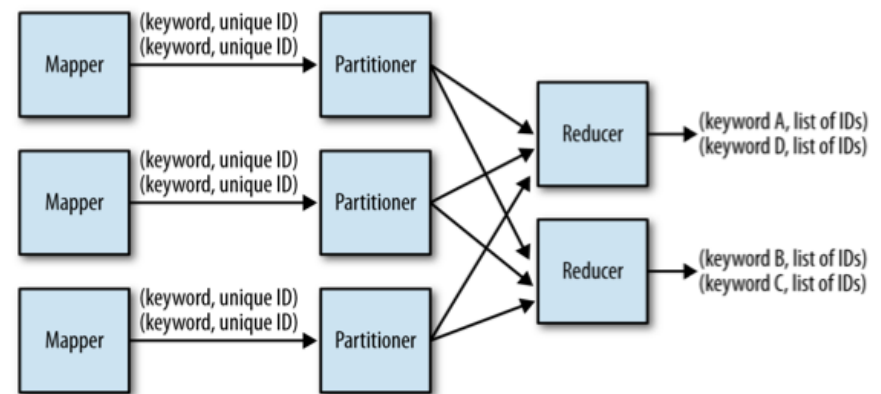 (keyword, unique ID)
(keyword, unique ID)
Mapper
Partitioner
Reducer
(keyword A, list of IDs)
(keyword D, list of IDs)
(keyword, unique ID)
(keyword, unique ID)
Mapper
Partitioner
Reducer
(keyword B, list of IDs)
(keyword C, list of IDs)
(keyword, unique ID)
(keyword, unique ID)
Mapper
Partitioner